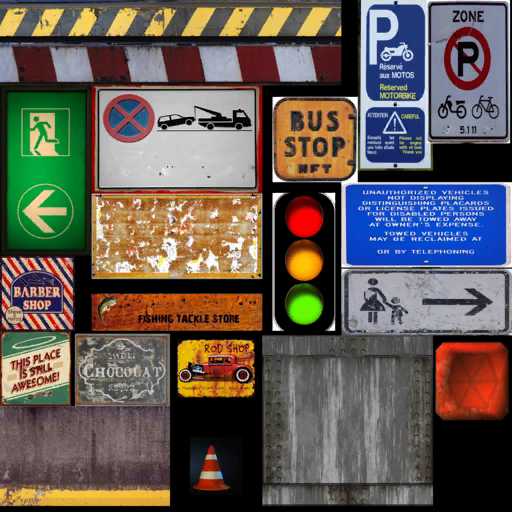 P
Réservé
aux MOTOS
Reserved
MOTORBIKE
ATTENTION
CAREFUL
ZONE
P
5.1.11
BUS
STOP
NFT
UNAUTHORIZED VEHICLES
NOT DISPLAYING
DISTINGUISHING PLACARDS
OR LICENSE PLATES ISSUED
FOR DISABLED PERSONS
WILL BE TOWED AWAY
AT OWNER'S EXPENSE.
TOWED VEHICLES
MAY BE RECLAIMED AT
OR BY TELEPHONING
BARBER
SHOP
FISHING TACKLE STORE
THIS PLACE
IS STILL
AWESOME!
CHOCOLAT
ROD SHOP